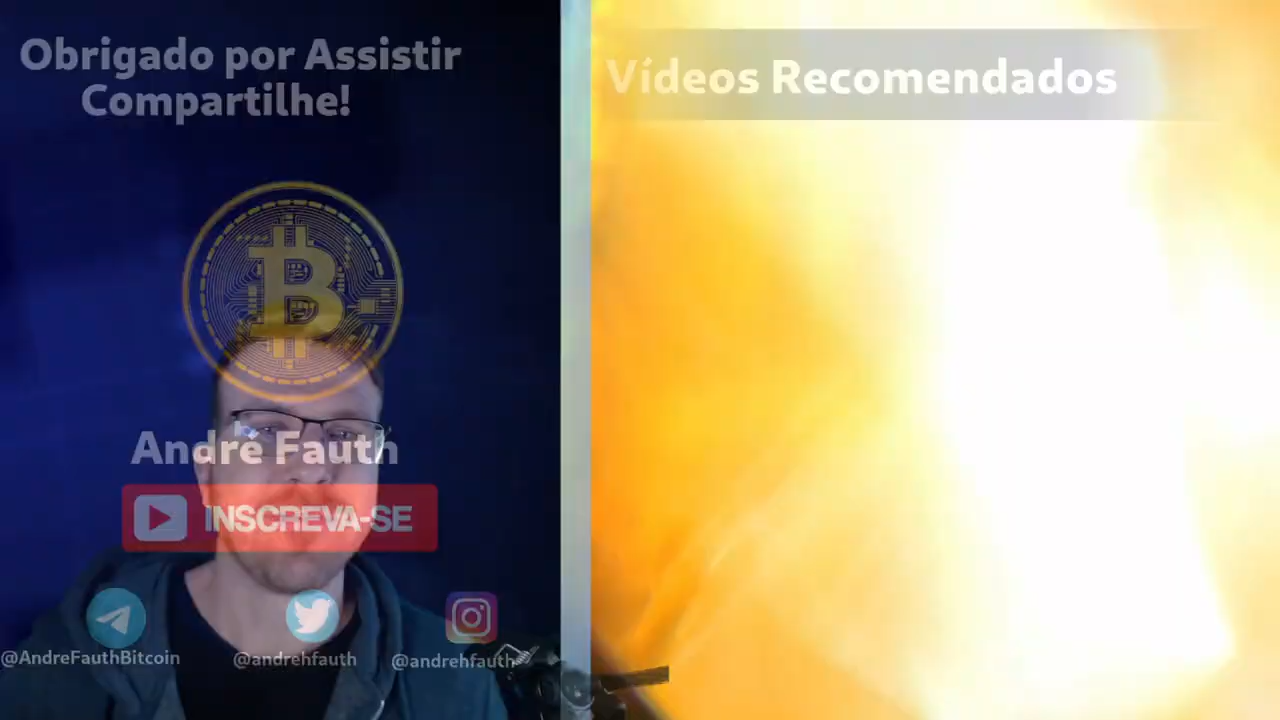 Obrigado por Assistir
Compartilhe!
Vídeos Recomendados
André Fauth
INSCREVA-SE
@AndreFauthBitcoin
@andrehfauth
@andrehfauth